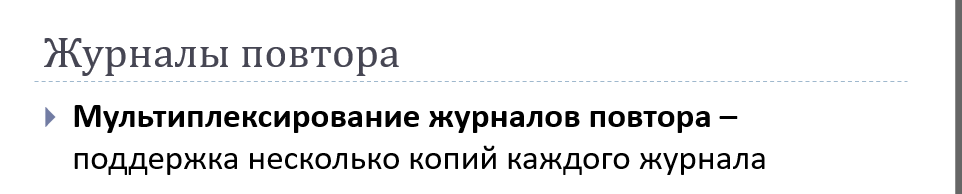 Журналы повтора
Мультиплексирование журналов повтора –
поддержка несколько копий каждого журнала